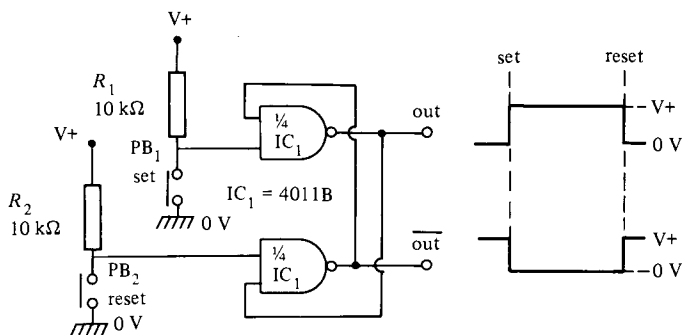 V+
R₁
10 kΩ
V+
PB₁
set
0 V
R₂
10 kΩ
PB₂
reset
0 V
¼
IC₁
IC₁ = 4011B
¼
IC₁
out
out
set
reset
V+
0 V
V+
0 V